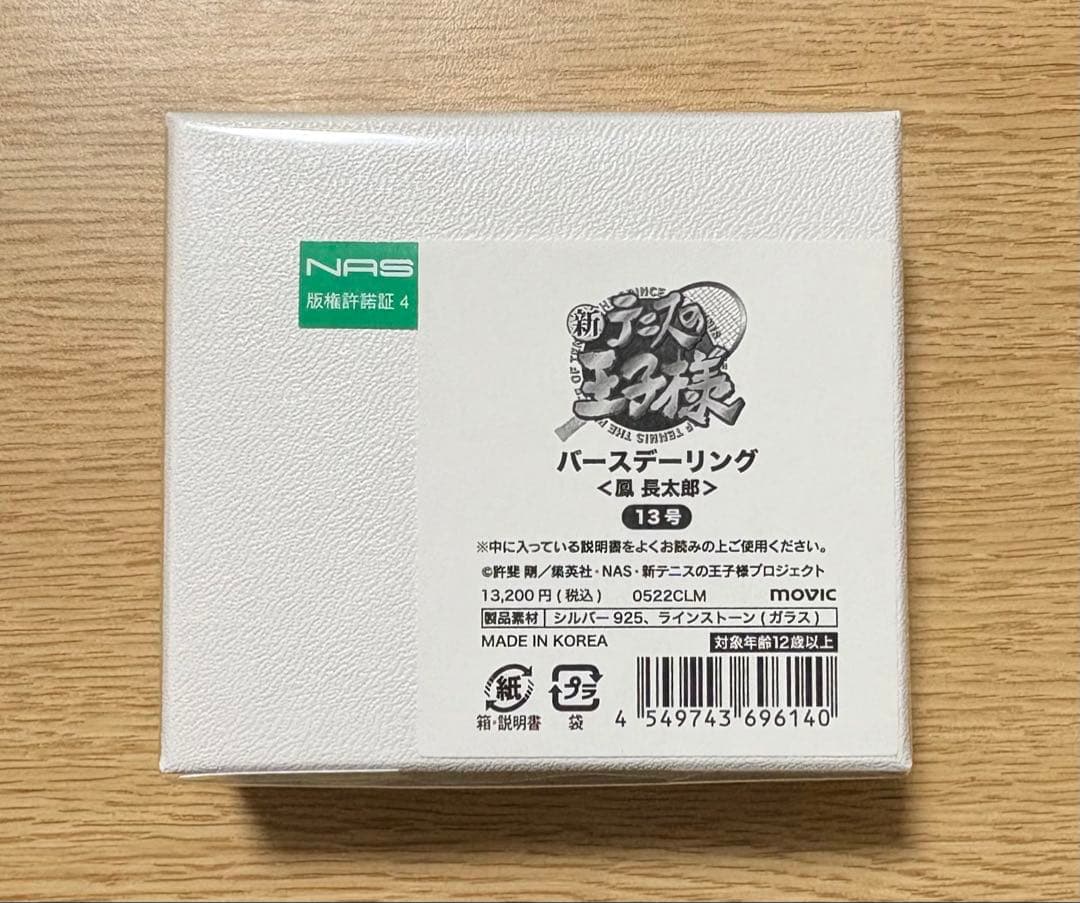 NAS
版権許諾証 4
新テニスの
王子様
バースデーリング
＜鳳 長太郎＞
13号
※中に入っている説明書をよくお読みの上ご使用ください。
©許斐 剛／集英社・NAS・新テニスの王子様プロジェクト
13,200円(税込) 0522CLM movic
製品素材 シルバー925、ラインストーン(ガラス)
MADE IN KOREA 対象年齢12歳以上
紙 プラ
箱・説明書 袋
4 549743 696140